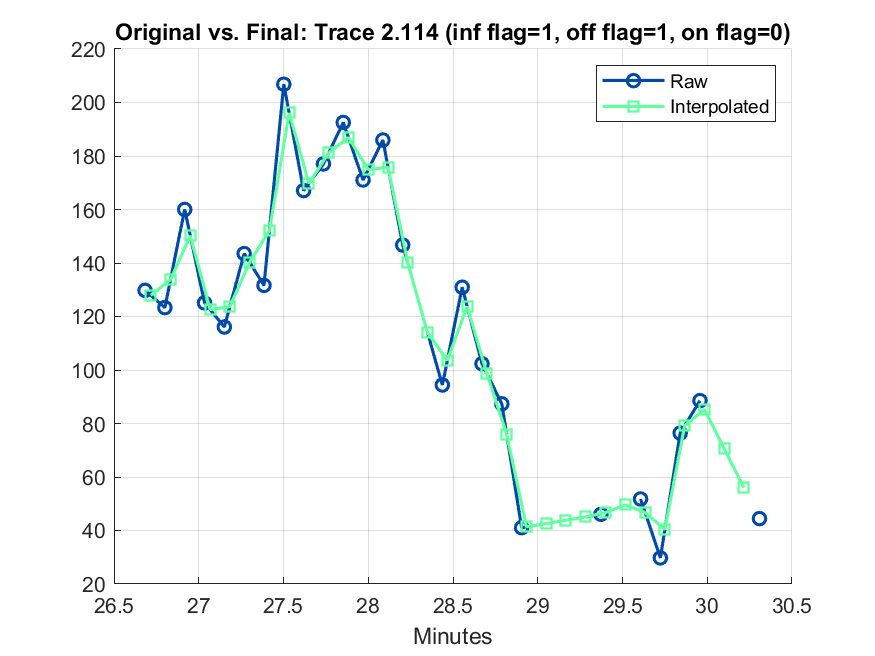 Original vs. Final: Trace 2.114 (inf flag=1, off flag=1, on flag=0)
220
200
180
160
140
120
100
80
60
40
20
26.5 27 27.5 28 28.5 29 29.5 30 30.5
Minutes
Raw
Interpolated